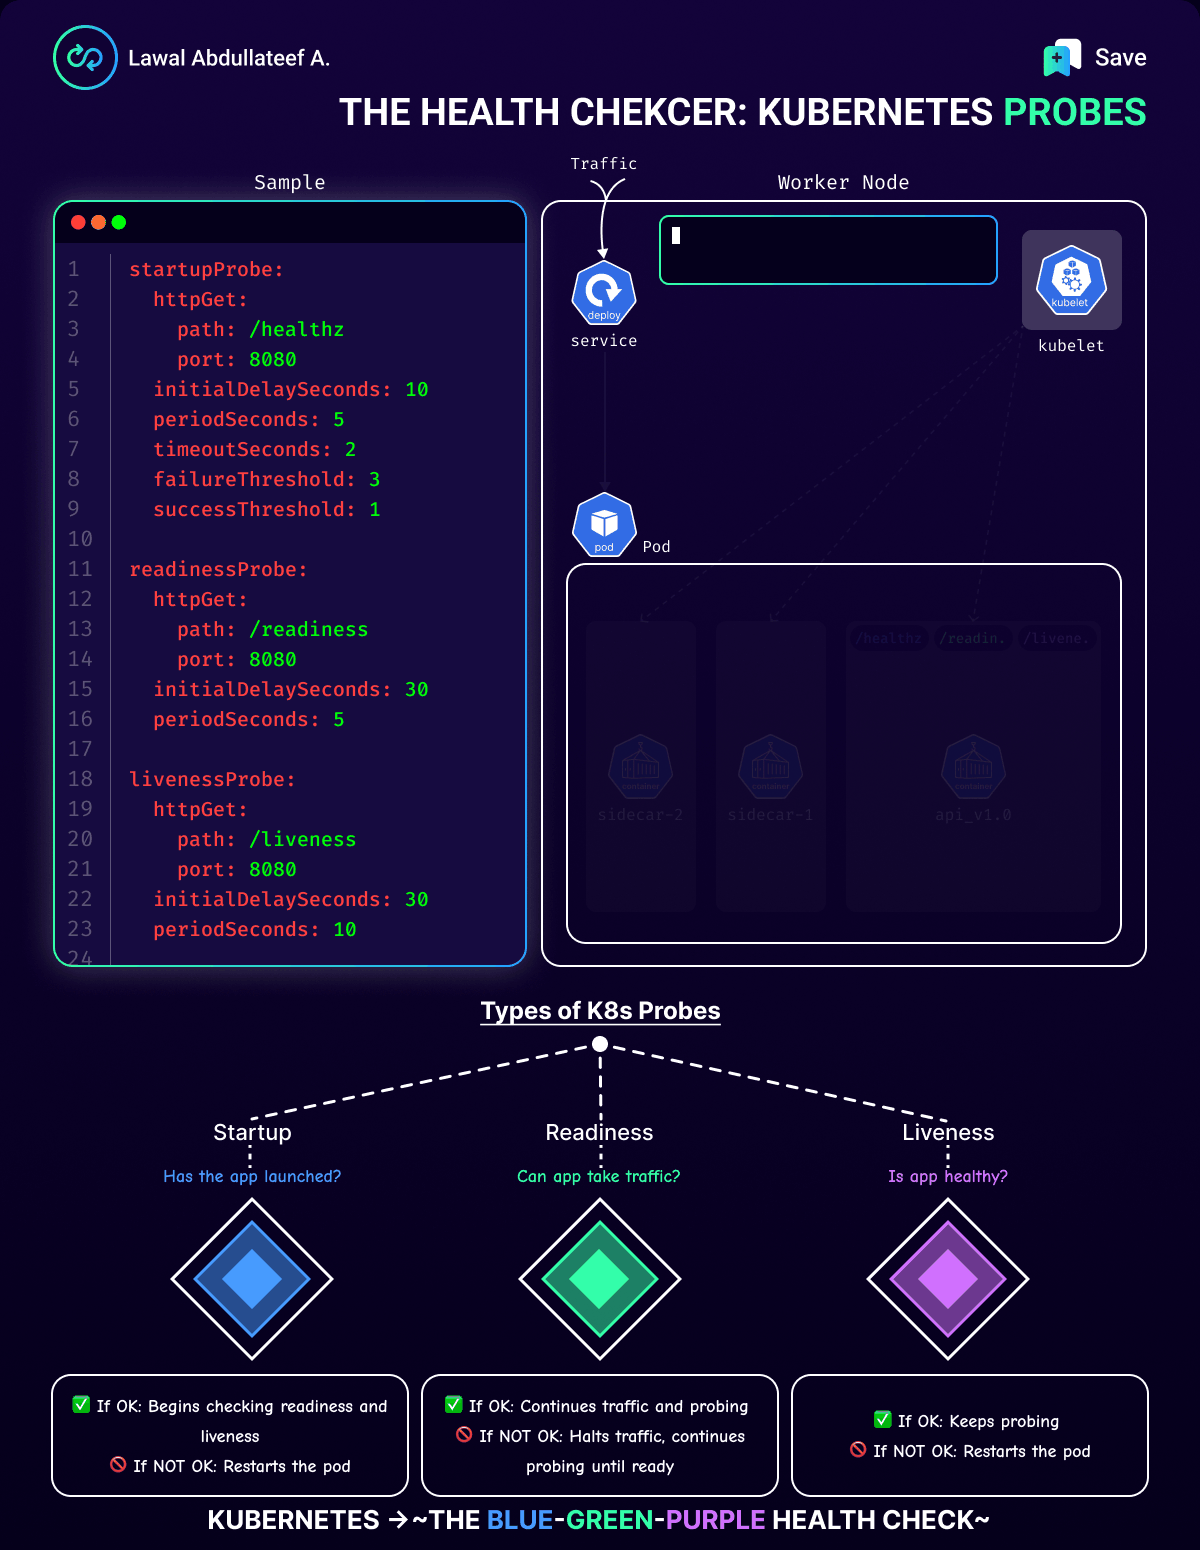 Lawal Abdullateef A.
Save
THE HEALTH CHEKCER: KUBERNETES PROBES
Sample
1 startupProbe:
2 httpGet:
3 path: /healthz
4 port: 8080
5 initialDelaySeconds: 10
6 periodSeconds: 5
7 timeoutSeconds: 2
8 failureThreshold: 3
9 successThreshold: 1
10
11 readinessProbe:
12 httpGet:
13 path: /readiness
14 port: 8080
15 initialDelaySeconds: 30
16 periodSeconds: 5
17
18 livenessProbe:
19 httpGet:
20 path: /liveness
21 port: 8080
22 initialDelaySeconds: 30
23 periodSeconds: 10
24
Traffic
Worker Node
deploy
service
kubelet
kubelet
pod
Pod
/healthz /readin. /livene.
container container container
sidecar-2 sidecar-1 api_v1.0
Types of K8s Probes
Startup
Has the app launched?
✅ If OK: Begins checking readiness and
liveness
🚫 If NOT OK: Restarts the pod
Readiness
Can app take traffic?
✅ If OK: Continues traffic and probing
🚫 If NOT OK: Halts traffic, continues
probing until ready
Liveness
Is app healthy?
✅ If OK: Keeps probing
🚫 If NOT OK: Restarts the pod
KUBERNETES →~THE BLUE-GREEN-PURPLE HEALTH CHECK~